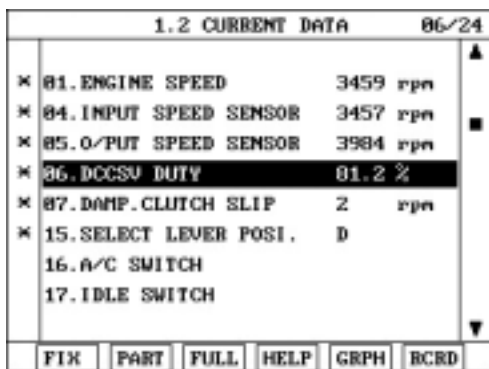 1.2 CURRENT DATA 06/24
▲
* 01.ENGINE SPEED 3459 rpm
* 04.INPUT SPEED SENSOR 3457 rpm
* 05.O/PUT SPEED SENSOR 3984 rpm
* 06.DCCSV DUTY 81.2 %
* 07.DAMP.CLUTCH SLIP 2 rpm
* 15.SELECT LEVER POSI. D
16.A/C SWITCH
17.IDLE SWITCH
▼
FIX PART FULL HELP GRPH RCRD